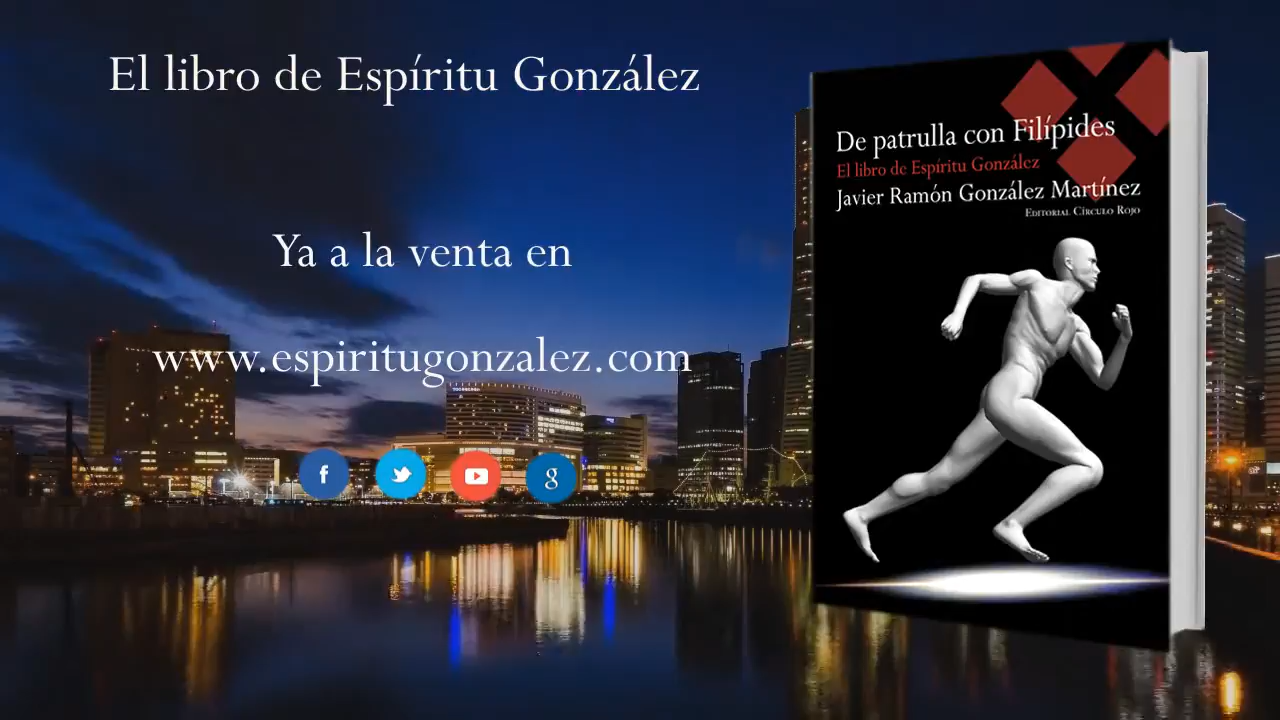 El libro de Espíritu González
Ya a la venta en
www.espiritugonzalez.com
f
g
De patrulla con Filípides
El libro de Espíritu González
Javier Ramón González Martínez
Editorial Círculo Rojo